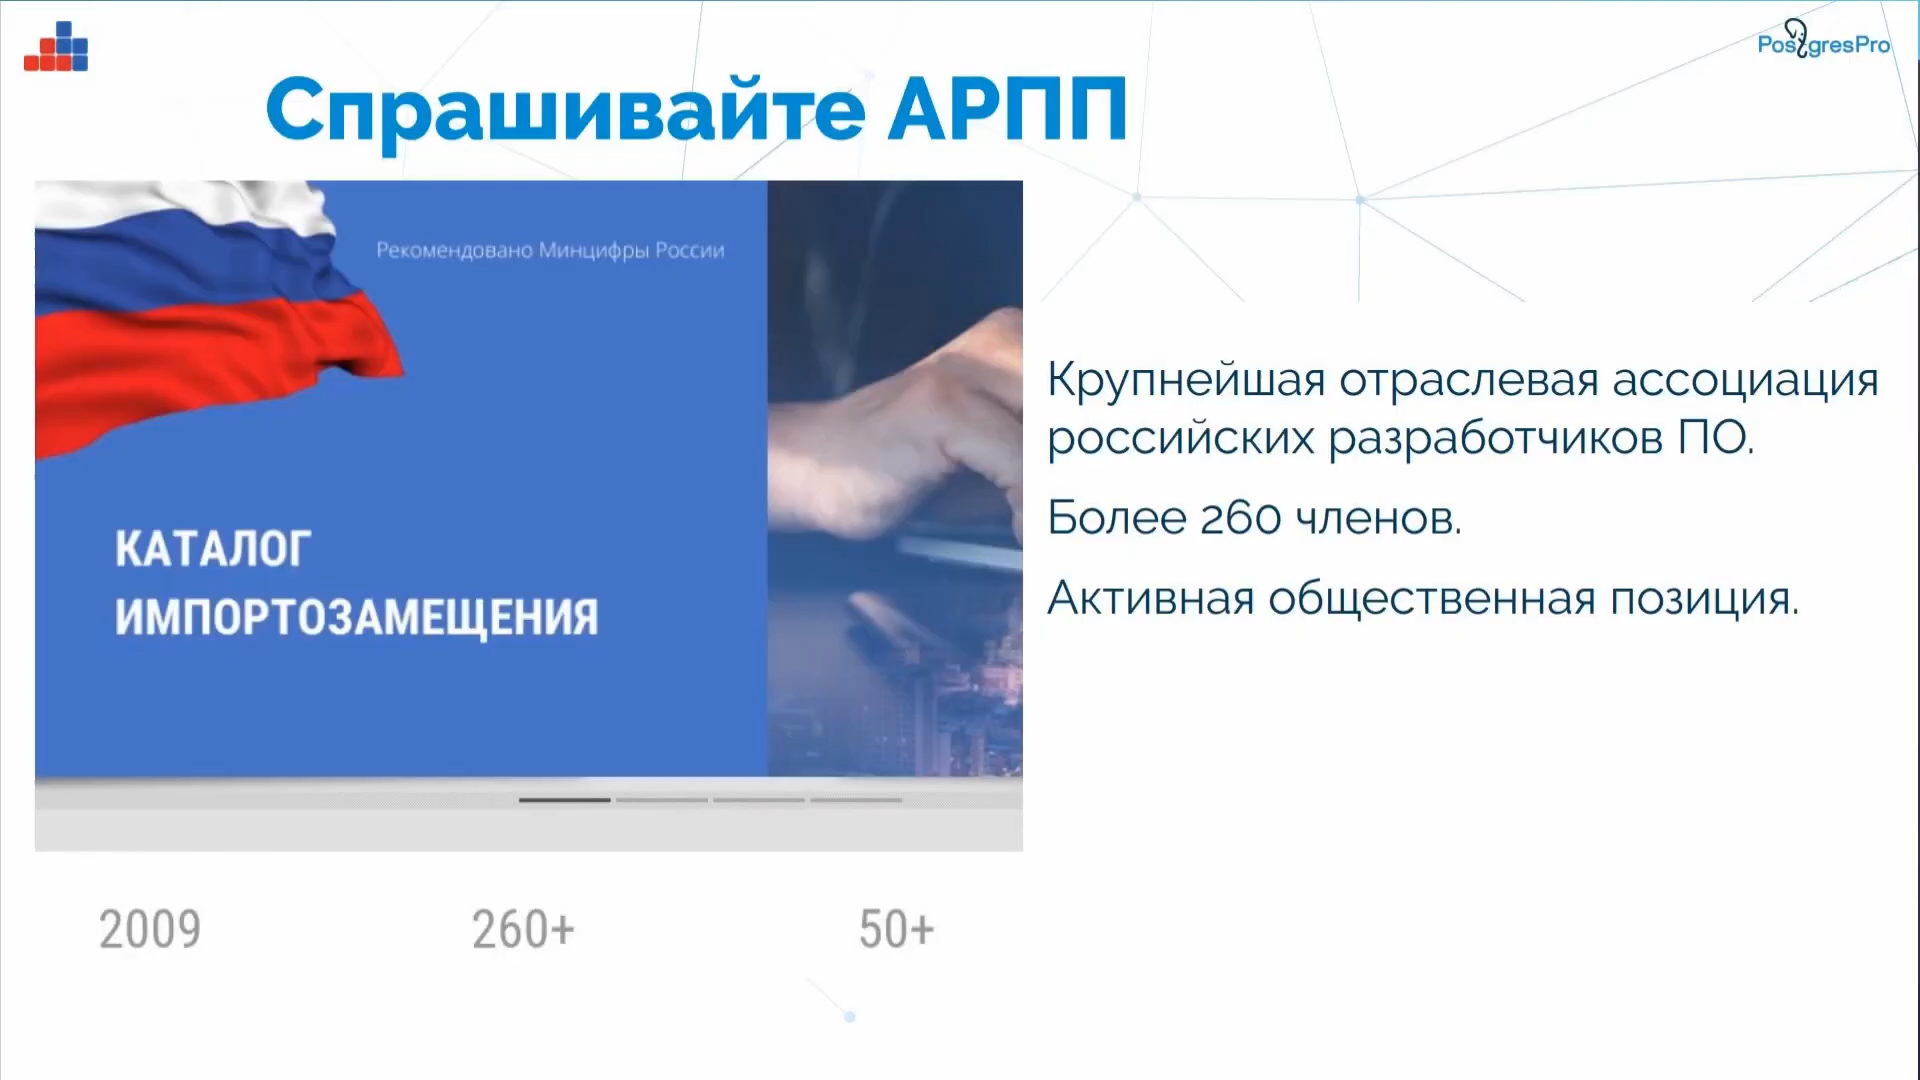 PostgresPro
Спрашивайте АРПП
Рекомендовано Минцифры России
КАТАЛОГ
ИМПОРТОЗАМЕЩЕНИЯ
Крупнейшая отраслевая ассоциация
российских разработчиков ПО.
Более 260 членов.
Активная общественная позиция.
2009
260+
50+